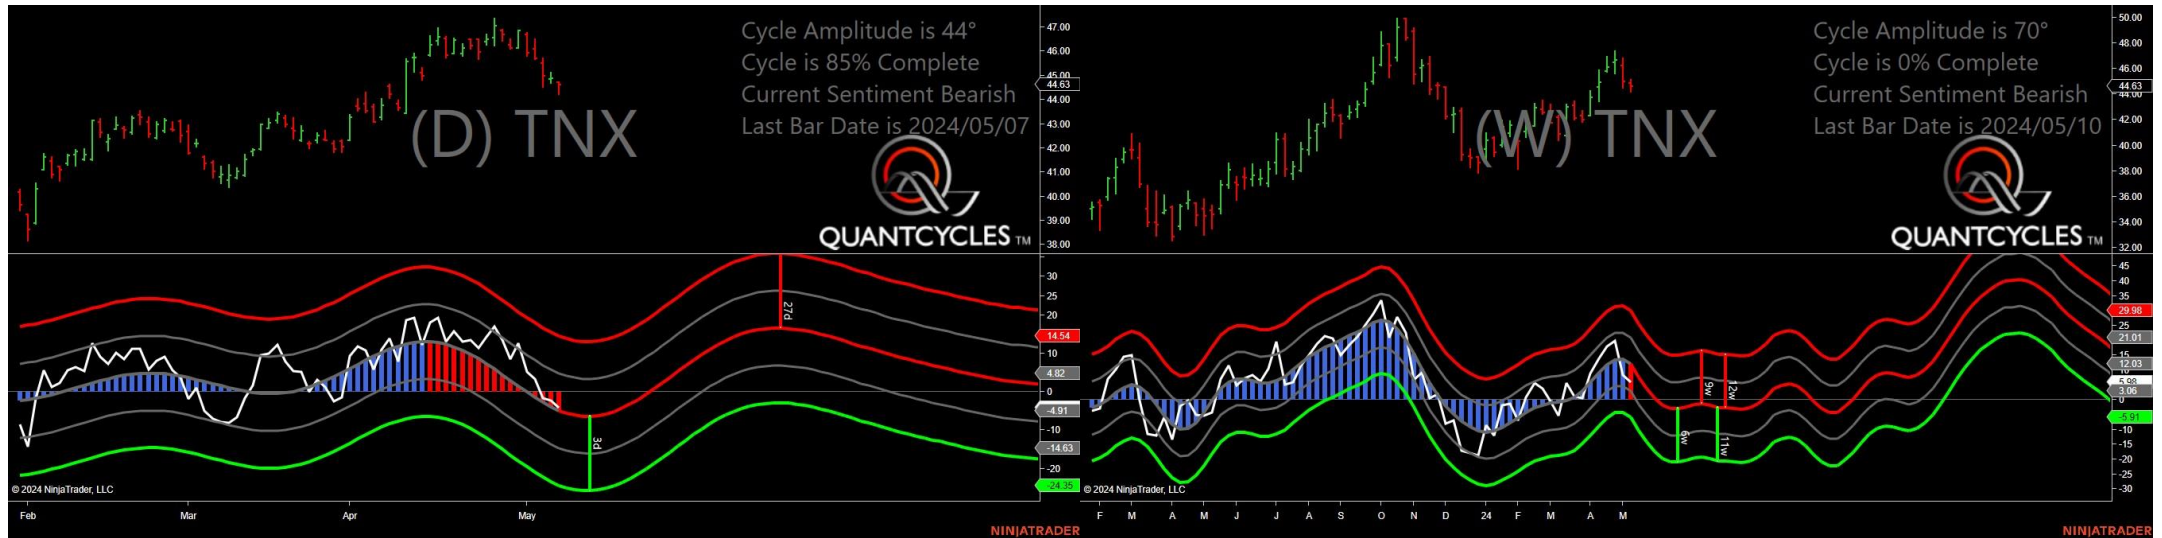 Cycle Amplitude is 44°
Cycle is 85% Complete
Current Sentiment Bearish
Last Bar Date is 2024/05/07
(D) TNX
QUANTCYCLES TM
47.00
46.00
45.00
44.63
44.00
43.00
42.00
41.00
40.00
39.00
38.00
30
25
20
14.54
10
4.82
0
-4.91
-10
-14.63
-20
-24.35
27d
3d
© 2024 NinjaTrader, LLC
Feb
Mar
Apr
May
NINJATRADER
Cycle Amplitude is 70°
Cycle is 0% Complete
Current Sentiment Bearish
Last Bar Date is 2024/05/10
(W) TNX
QUANTCYCLES TM
50.00
48.00
46.00
44.63
44.00
42.00
40.00
38.00
36.00
34.00
32.00
45
40
35
29.98
25
21.01
15
12.03
10
5.98
3.06
0
-5.91
-10
-15
-20
-25
-30
9w
12w
6w
11w
© 2024 NinjaTrader, LLC
F
M
A
M
J
J
A
S
O
N
D
24
F
M
A
M
NINJATRADER